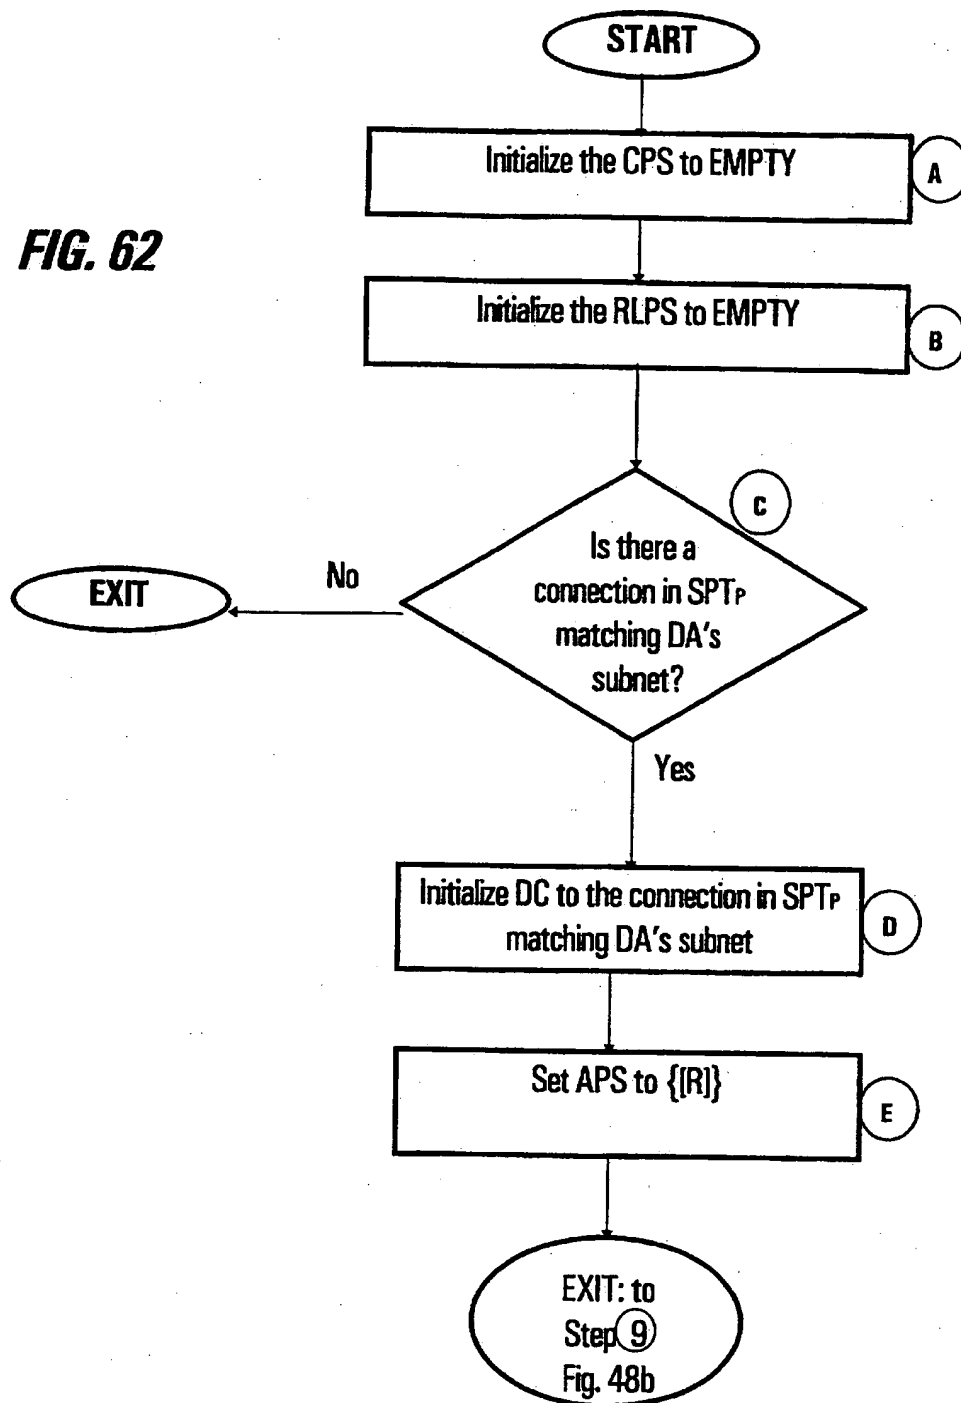 START
Initialize the CPS to EMPTY
A
FIG. 62
Initialize the RLPS to EMPTY
B
C
Is there a
connection in SPTP
matching DA's
subnet?
No
EXIT
Yes
Initialize DC to the connection in SPTP
matching DA's subnet
D
Set APS to {[R]}
E
EXIT: to
Step 9
Fig. 48b